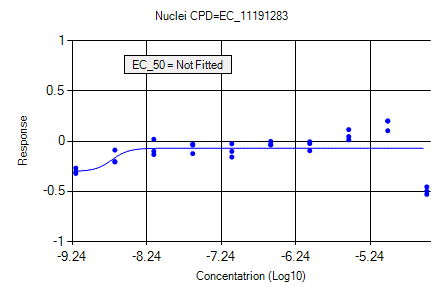 Nuclei CPD=EC_11191283
1
EC_50 = Not Fitted
0.5
Response
0
-0.5
-1
-9.24 -8.24 -7.24 -6.24 -5.24
Concentatrion (Log10)